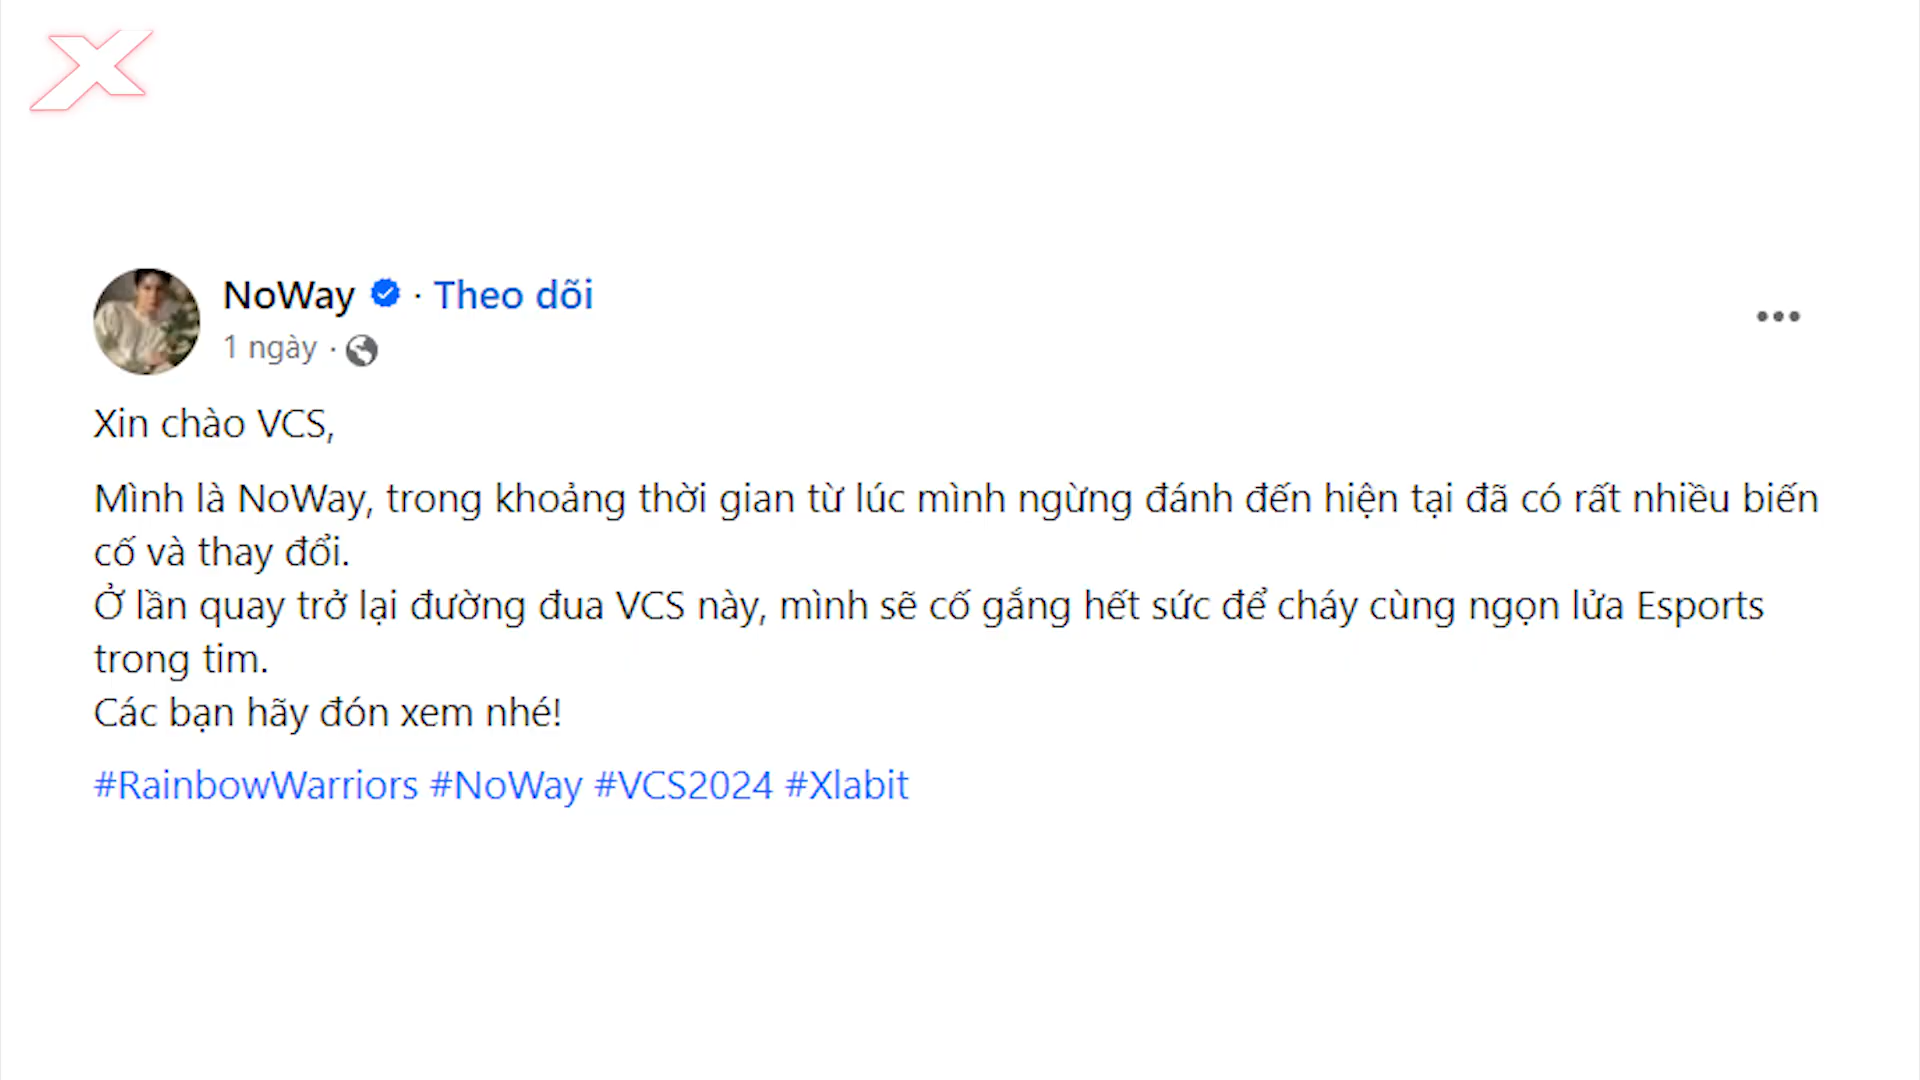 X
NoWay · Theo dõi
1 ngày ·
Xin chào VCS,
Mình là NoWay, trong khoảng thời gian từ lúc mình ngừng đánh đến hiện tại đã có rất nhiều biến
cố và thay đổi.
Ở lần quay trở lại đường đua VCS này, mình sẽ cố gắng hết sức để cháy cùng ngọn lửa Esports
trong tim.
Các bạn hãy đón xem nhé!
#RainbowWarriors #NoWay #VCS2024 #Xlabit